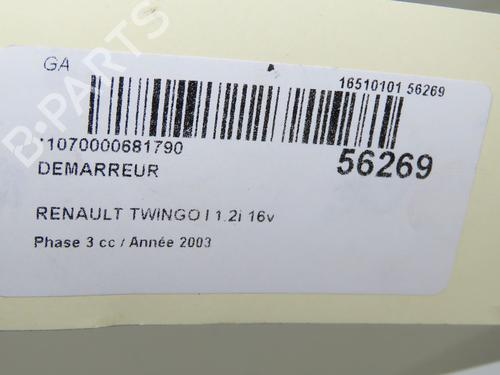 GA
16510101 56269
*1070000681790
56269
DEMARREUR
RENAULT TWINGO I 1.2i 16v
Phase 3 cc / Année 2003
B-PARTS